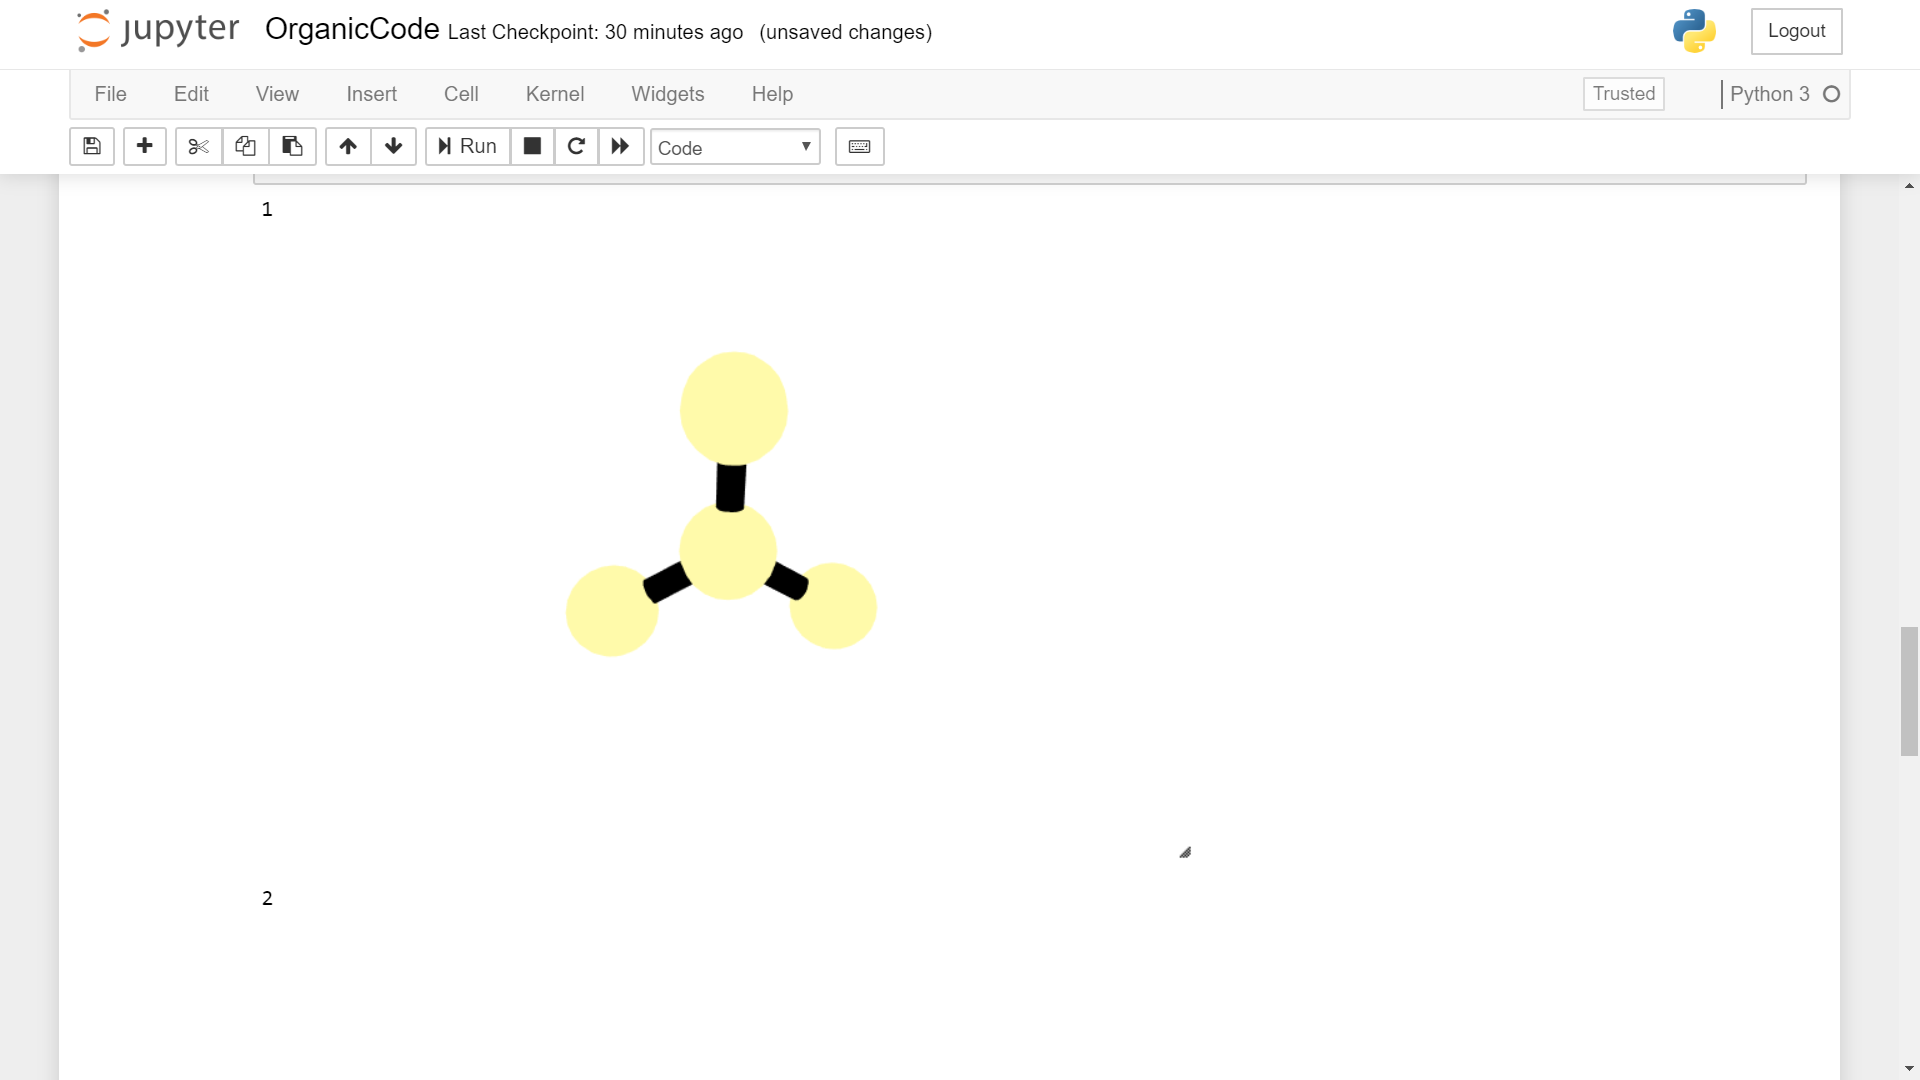 jupyter OrganicCode Last Checkpoint: 30 minutes ago (unsaved changes) Logout
File Edit View Insert Cell Kernel Widgets Help Trusted Python 3
Run Code
1
2